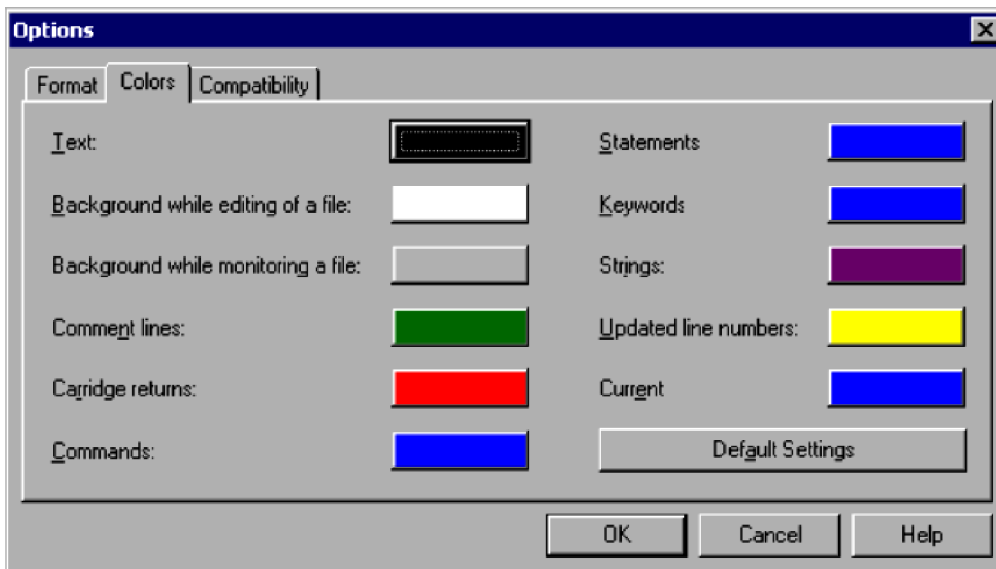 Options
Format Colors Compatibility
Text:
Background while editing of a file:
Background while monitoring a file:
Comment lines:
Carridge returns:
Commands:
Statements
Keywords
Strings:
Updated line numbers:
Current
Default Settings
OK Cancel Help